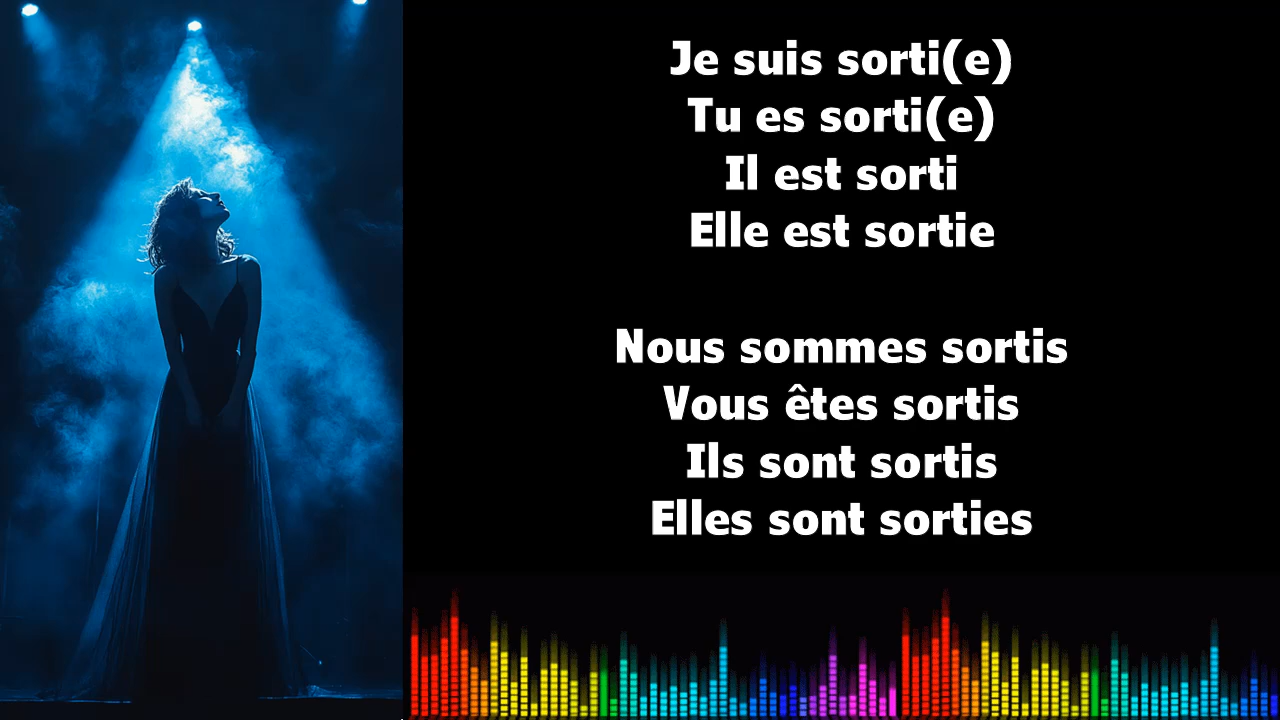 Je suis sorti(e)
Tu es sorti(e)
Il est sorti
Elle est sortie
Nous sommes sortis
Vous êtes sortis
Ils sont sortis
Elles sont sorties